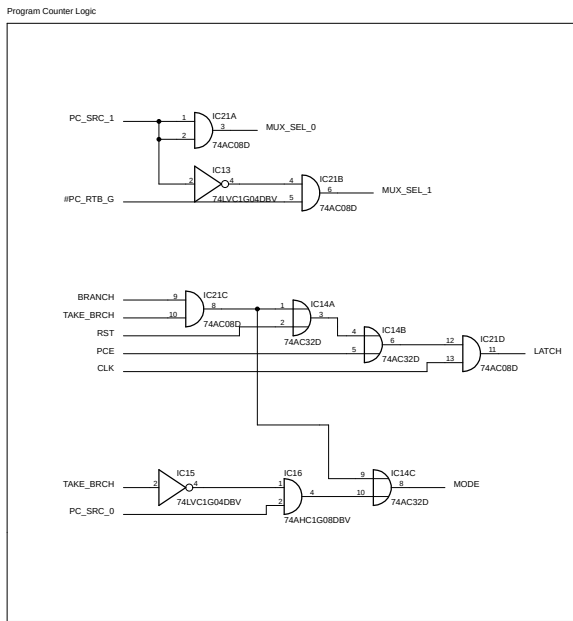 Program Counter Logic
PC_SRC_1
1
2
IC21A
3
74AC08D
MUX_SEL_0
2
IC13
4
74LVC1G04DBV
#PC_RTB_G
4
5
IC21B
6
74AC08D
MUX_SEL_1
BRANCH
9
TAKE_BRCH
10
IC21C
8
74AC08D
RST
1
2
IC14A
3
74AC32D
PCE
4
5
IC14B
6
74AC32D
CLK
12
13
IC21D
11
74AC08D
LATCH
TAKE_BRCH
2
IC15
4
74LVC1G04DBV
PC_SRC_0
1
2
IC16
4
74AHC1G08DBV
9
10
IC14C
8
74AC32D
MODE